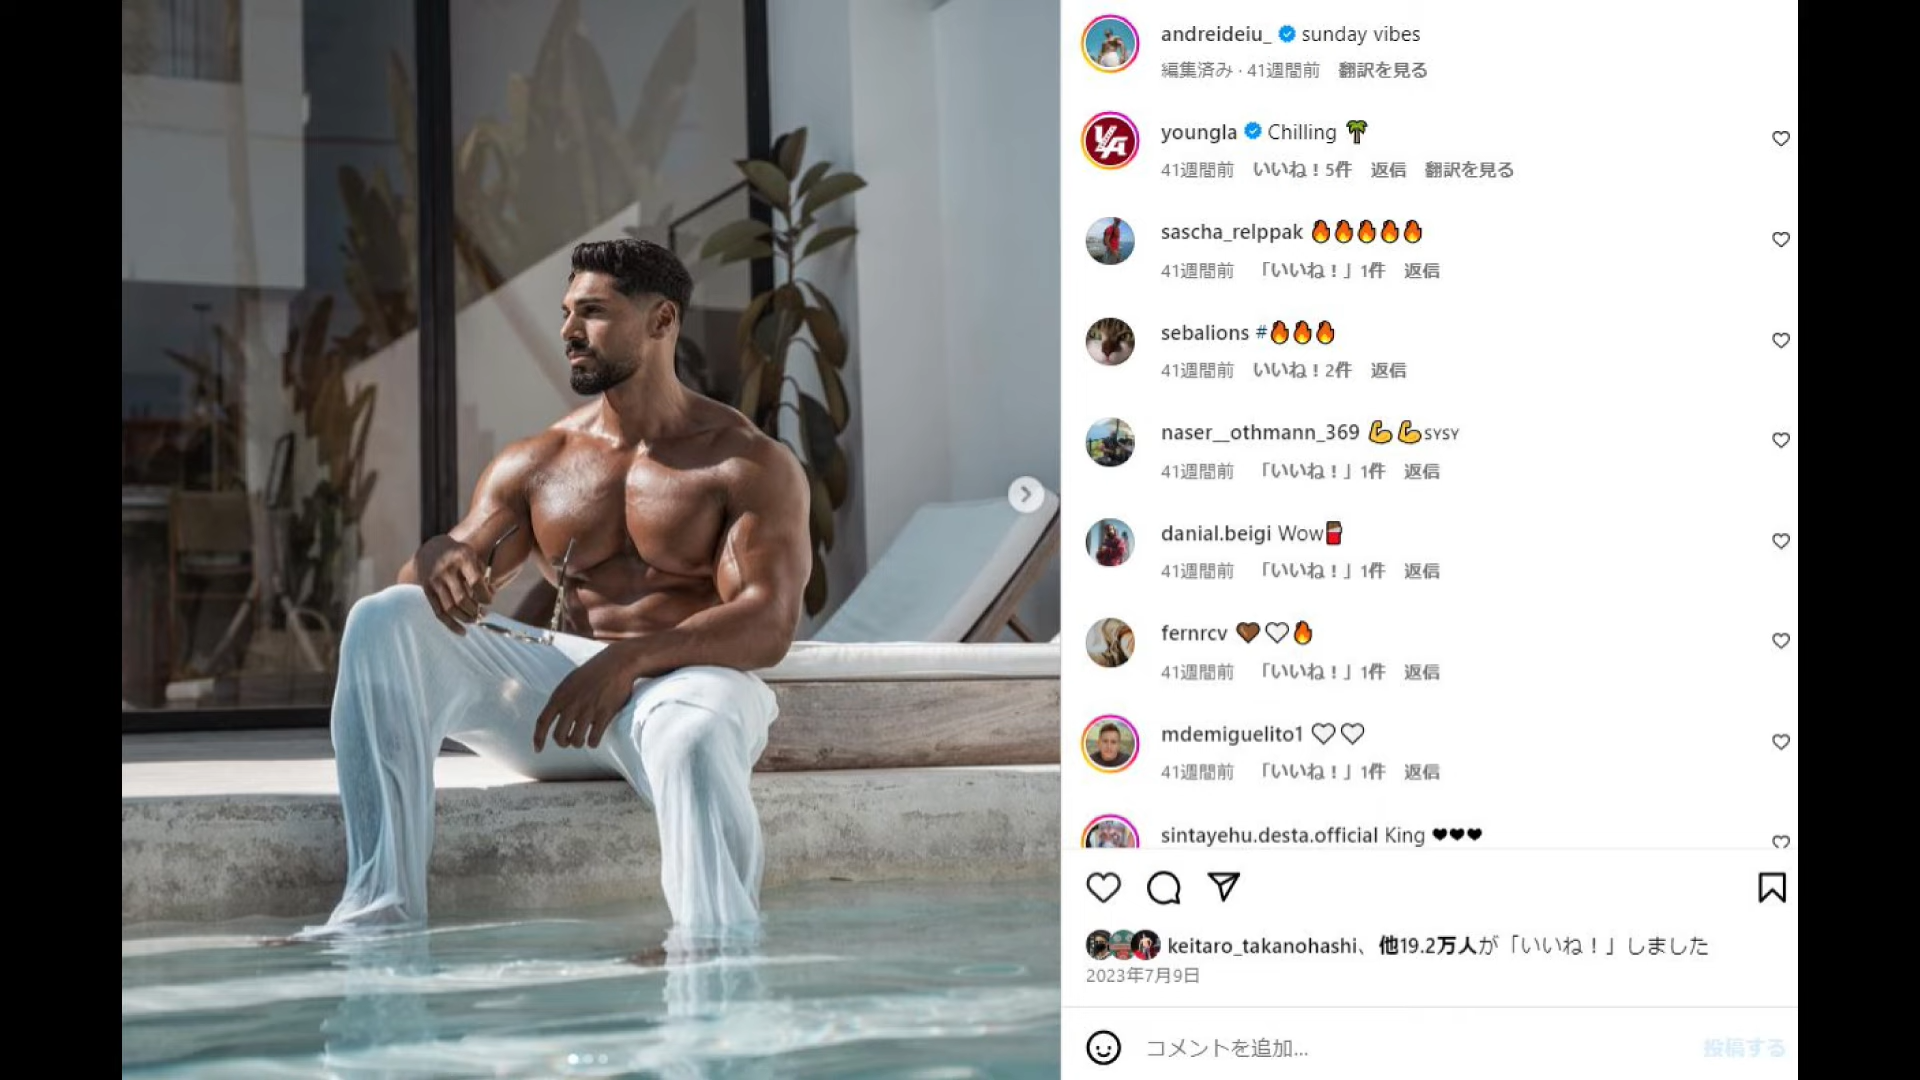 andreideiu_ sunday vibes
編集済み · 41週間前 翻訳を見る
VLA
youngla Chilling 🌴
41週間前 いいね！5件 返信 翻訳を見る
sascha_relppak 🔥🔥🔥🔥🔥
41週間前 「いいね！」1件 返信
sebalions #🔥🔥🔥
41週間前 いいね！2件 返信
naser__othmann_369 💪💪SYSY
41週間前 「いいね！」1件 返信
danial.beigi Wow🍫
41週間前 「いいね！」1件 返信
fernrcv 🤎🤍🔥
41週間前 「いいね！」1件 返信
mdemiguelito1 🤍🤍
41週間前 「いいね！」1件 返信
sintayehu.desta.official King ❤❤❤
keitaro_takanohashi、他19.2万人が「いいね！」しました
2023年7月9日
コメントを追加...
投稿する